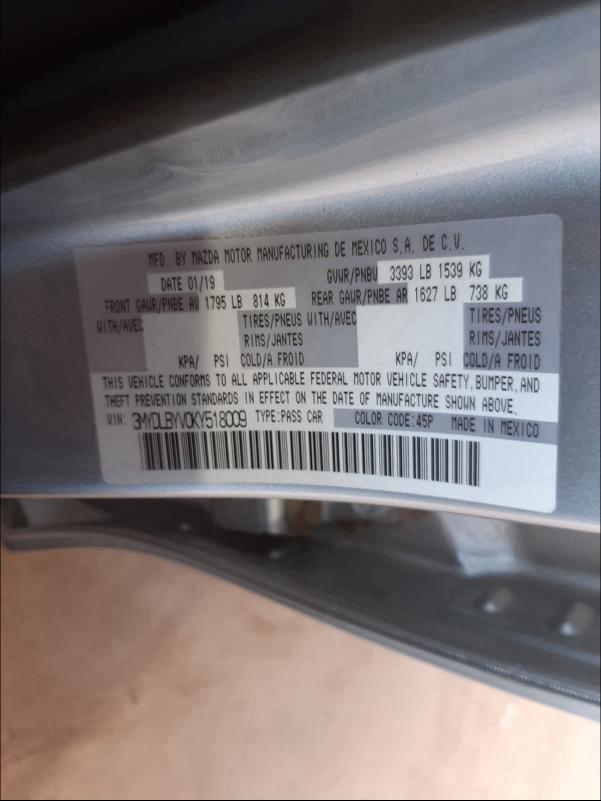 MFD. BY MAZDA MOTOR MANUFACTURING DE MEXICO S.A. DE C.V.
DATE 01/19 GVWR/PNBV 3393 LB 1539 KG
FRONT GAWR/PNBE AV 1795 LB 814 KG REAR GAWR/PNBE AR 1627 LB 738 KG
WITH/AVEC TIRES/PNEUS WITH/AVEC TIRES/PNEUS
RIMS/JANTES RIMS/JANTES
KPA/ PSI COLD/A FROID KPA/ PSI COLD/A FROID
THIS VEHICLE CONFORMS TO ALL APPLICABLE FEDERAL MOTOR VEHICLE SAFETY, BUMPER, AND
THEFT PREVENTION STANDARDS IN EFFECT ON THE DATE OF MANUFACTURE SHOWN ABOVE.
VIN: 3MYDLBYV0KY518009 TYPE:PASS CAR COLOR CODE:45P MADE IN MEXICO